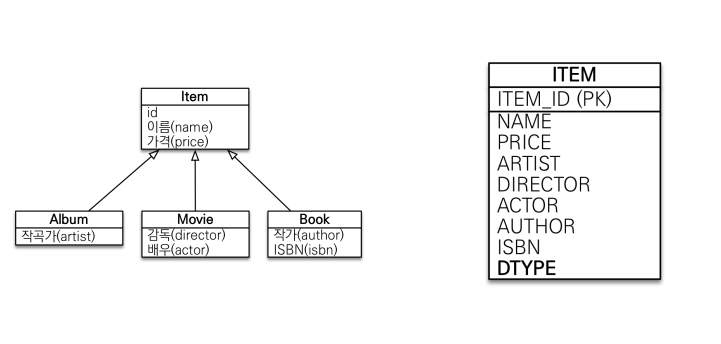 Item
id
이름(name)
가격(price)
Album
작곡가(artist)
Movie
감독(director)
배우(actor)
Book
작가(author)
ISBN(isbn)
ITEM
ITEM_ID (PK)
NAME
PRICE
ARTIST
DIRECTOR
ACTOR
AUTHOR
ISBN
DTYPE